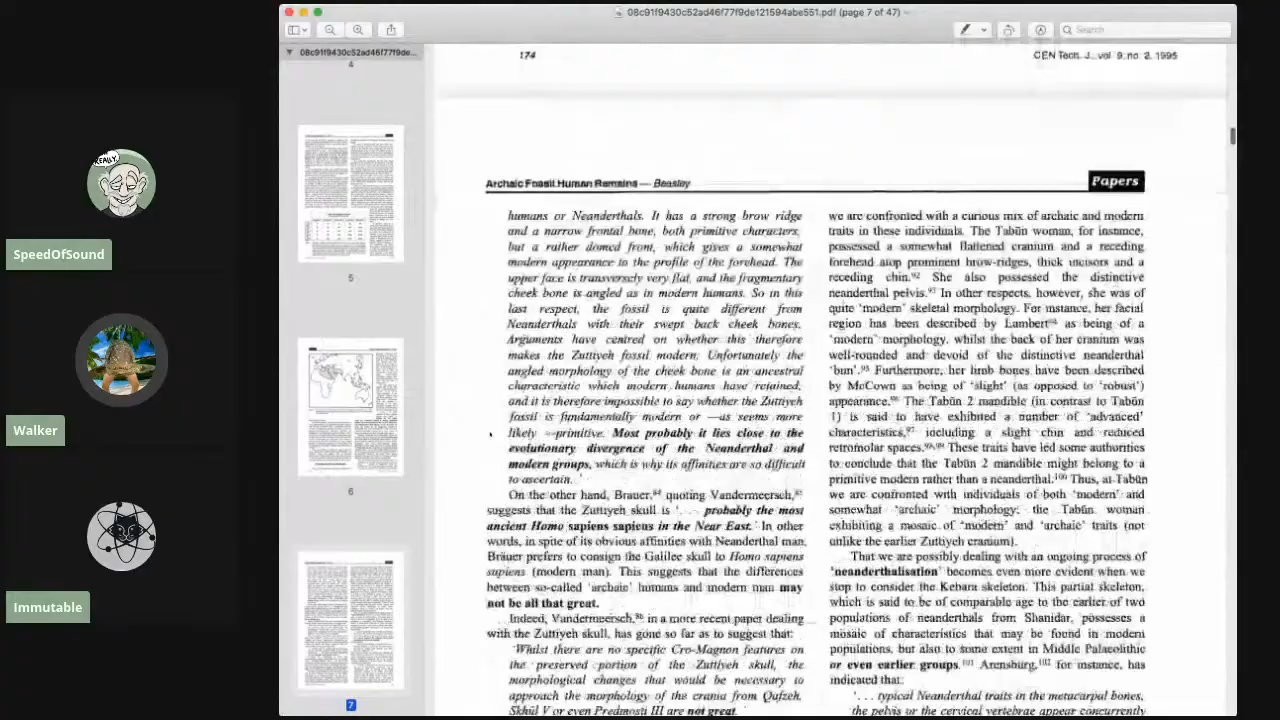 08c91f9430c52ad46f77f9de121594abe551.pdf (page 7 of 47)
Search
08c91f9430c52ad46f77f9de...
4
5
6
7
REALLY
SpeedOfSound
Walker
Immutable
174
CEN Tech. J., vol. 9, no. 2, 1995
Archaic Fossil Human Remains — Beasley
Papers
humans or Neanderthals. It has a strong brow ridge
and a narrow frontal bone, both primitive characters,
but a rather domed front, which gives a somewhat
modern appearance to the profile of the forehead. The
upper face is transversely very flat, and the fragmentary
cheek bone is angled as in modern humans. So in this
last respect, the fossil is quite different from
Neanderthals with their swept back cheek bones.
Arguments have centred on whether this therefore
makes the Zuttiyeh fossil modern. Unfortunately the
angled morphology of the cheek bone is an ancestral
characteristic which modern humans have retained,
and it is therefore impossible to say whether the Zuttiyeh
fossil is fundamentally modern or —as seems more
likely —primitive. Most probably it lies close to the
evolutionary divergence of the Neanderthal and
modern groups, which is why its affinities are so difficult
to ascertain.'
On the other hand, Brauer,⁸⁴ quoting Vandermeersch,⁸⁵
suggests that the Zuttiyeh skull is '. . . probably the most
ancient Homo sapiens sapiens in the Near East.' In other
words, in spite of its obvious affinities with Neanderthal man,
Bräuer prefers to consign the Galilee skull to Homo sapiens
sapiens (modern man). This suggests that the differences
between so-called 'archaic' humans and modern man may
not be all that great.
Indeed, Vandermeersch,⁸⁶ in a more recent paper dealing
with the Zuttiyeh skull, has gone so far as to suggest that:
'Whilst there are no specific Cro-Magnon features on
the preserved portion of the Zuttiyeh skull, the
morphological changes that would be necessary to
approach the morphology of the crania from Qafzeh,
Skhūl V or even Predmosti III are not great.
we are confronted with a curious mix of archaic and modern
traits in these individuals. The Tabūn woman, for instance,
possessed a somewhat flattened cranium and a receding
forehead atop prominent brow-ridges, thick incisors and a
receding chin.⁹² She also possessed the distinctive
neanderthal pelvis.⁹³ In other respects, however, she was of
quite 'modern' skeletal morphology. For instance, her facial
region has been described by Lambert⁹⁴ as being of a
'modern' morphology, whilst the back of her cranium was
well-rounded and devoid of the distinctive neanderthal
'bun'.⁹⁵ Furthermore, her limb bones have been described
by McCown as being of 'slight' (as opposed to 'robust')
appearance.⁹⁶ The Tabūn 2 mandible (in contrast to Tabūn
1) is said to have exhibited a number of 'advanced'
characteristics,⁹⁷ including a slight chin and reduced
retromolar spaces.⁹⁸,⁹⁹ These traits have led some authorities
to conclude that the Tabūn 2 mandible might belong to a
primitive modern rather than a neanderthal.¹⁰⁰ Thus, at Tabūn
we are confronted with individuals of both 'modern' and
somewhat 'archaic' morphology; the Tabūn woman
exhibiting a mosaic of 'modern' and 'archaic' traits (not
unlike the earlier Zuttiyeh cranium).
That we are possibly dealing with an ongoing process of
'neanderthalisation' becomes even more evident when we
stop to consider the Kebara skeleton. This partial skeleton,
which is said to be of comparable age to the earlier of two
populations of neanderthals from Shanidar, possesses a
mosaic of characteristics that may be found in modern
populations, but also to some extent in Middle Palaeolithic
or even earlier groups.¹⁰¹ Arensburg,¹⁰² for instance, has
indicated that:
'. . . typical Neanderthal traits in the metacarpal bones,
the pelvis or the cervical vertebrae appear concurrently